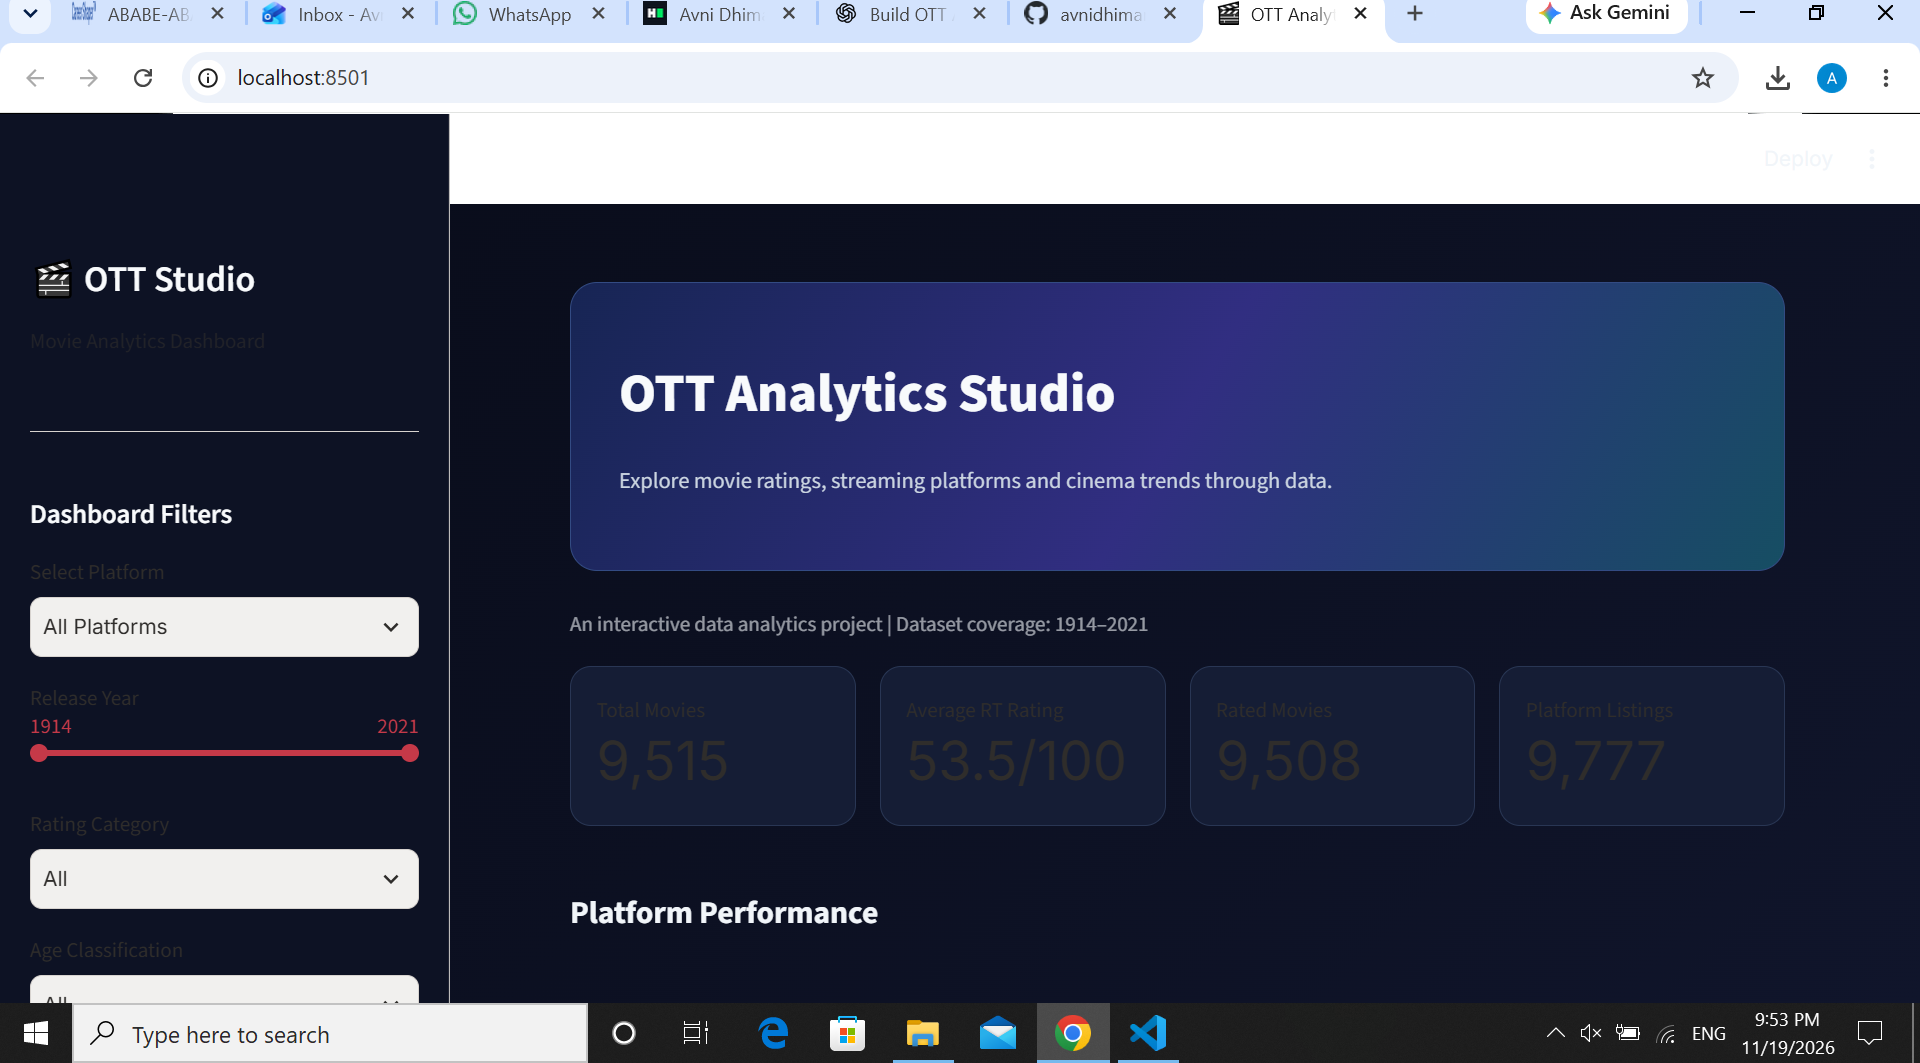 ABABE-AB
Inbox - Av
WhatsApp
Avni Dhim
Build OTT
avnidhima
OTT Analy
Ask Gemini
localhost:8501
A
Deploy
🎬 OTT Studio
Movie Analytics Dashboard
Dashboard Filters
Select Platform
All Platforms
Release Year
1914 2021
Rating Category
All
Age Classification
All
OTT Analytics Studio
Explore movie ratings, streaming platforms and cinema trends through data.
An interactive data analytics project | Dataset coverage: 1914–2021
Total Movies
9,515
Average RT Rating
53.5/100
Rated Movies
9,508
Platform Listings
9,777
Platform Performance
Type here to search
ENG
9:53 PM
11/19/2026